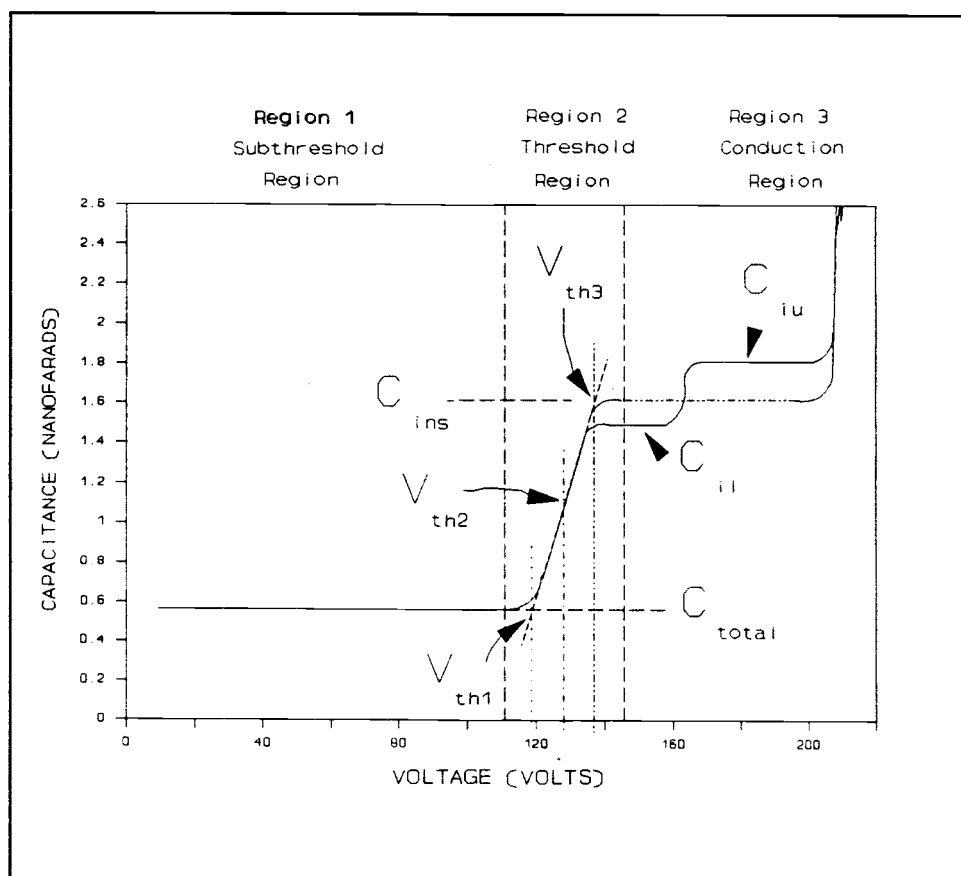 Region 1
Subthreshold
Region
Region 2
Threshold
Region
Region 3
Conduction
Region
CAPACITANCE (NANOFARADS)
2.6
2.4
2.2
2
1.8
1.6
1.4
1.2
1
0.8
0.6
0.4
0.2
0
V th3
C iu
C ins
V th2
C il
C total
V th1
0
40
80
120
160
200
VOLTAGE (VOLTS)